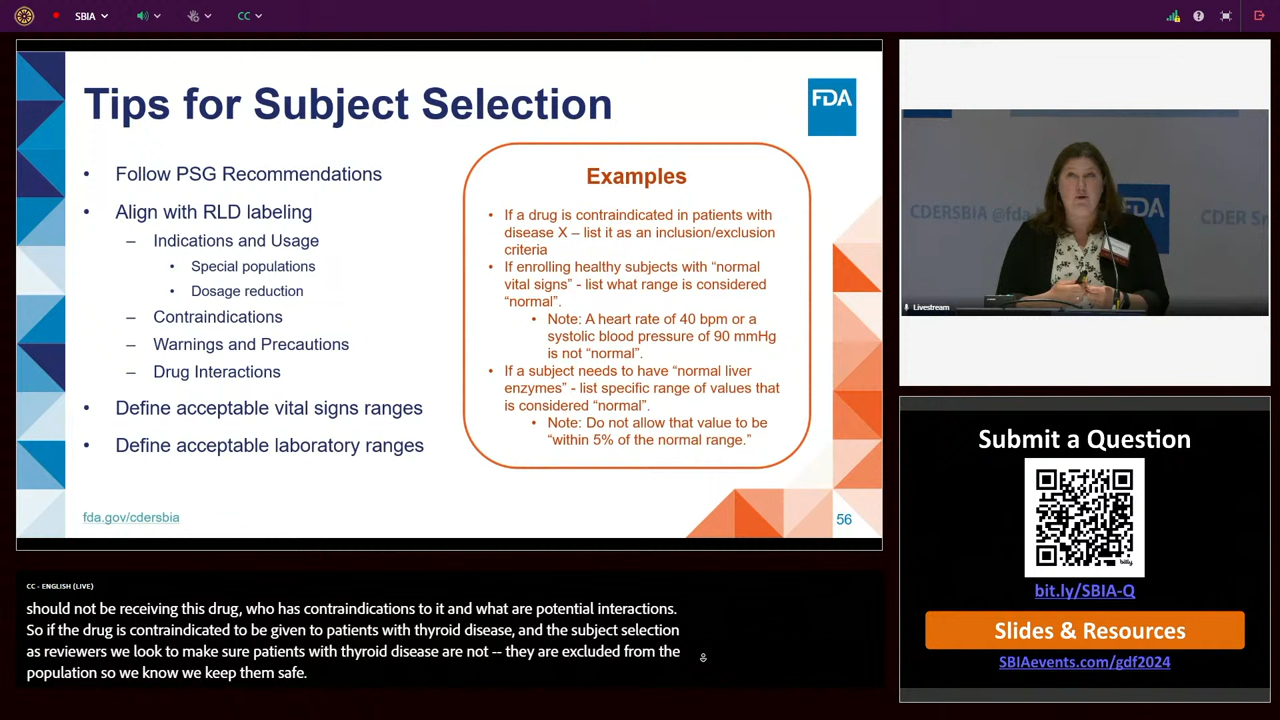 SBIA
CC
Tips for Subject Selection
FDA
• Follow PSG Recommendations
• Align with RLD labeling
– Indications and Usage
• Special populations
• Dosage reduction
– Contraindications
– Warnings and Precautions
– Drug Interactions
• Define acceptable vital signs ranges
• Define acceptable laboratory ranges
Examples
• If a drug is contraindicated in patients with
disease X – list it as an inclusion/exclusion
criteria
• If enrolling healthy subjects with “normal
vital signs” - list what range is considered
“normal”.
• Note: A heart rate of 40 bpm or a
systolic blood pressure of 90 mmHg
is not “normal”.
• If a subject needs to have “normal liver
enzymes” - list specific range of values that
is considered “normal”.
• Note: Do not allow that value to be
“within 5% of the normal range.”
fda.gov/cdersbia
56
CDERSBIA @fda
FDA
CDER Sm
Livestream
Submit a Question
bitly
bit.ly/SBIA-Q
Slides & Resources
SBIAevents.com/gdf2024
CC - ENGLISH (LIVE)
should not be receiving this drug, who has contraindications to it and what are potential interactions.
So if the drug is contraindicated to be given to patients with thyroid disease, and the subject selection
as reviewers we look to make sure patients with thyroid disease are not -- they are excluded from the
population so we know we keep them safe.